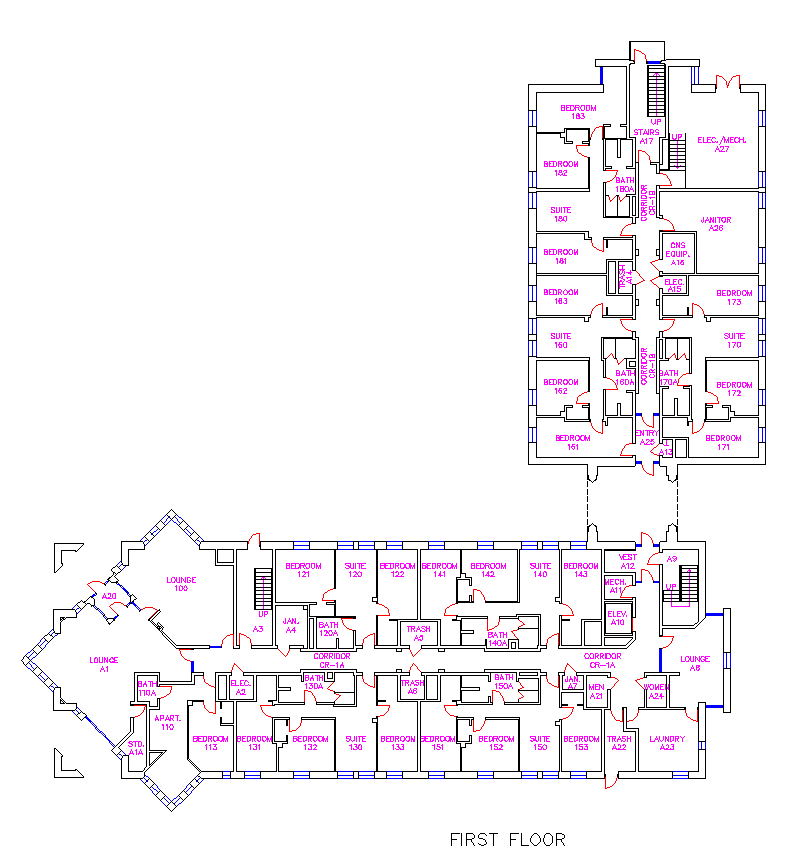 BEDROOM
183
UP
STAIRS
A17
UP
ELEC./MECH.
A27
BEDROOM
182
BATH
180A
CORRIDOR
CR-1B
SUITE
180
JANITOR
A26
BEDROOM
181
CNS
EQUIP.
A16
TRASH
A14
ELEC.
A15
BEDROOM
163
BEDROOM
173
SUITE
160
SUITE
170
BATH
160A
CORRIDOR
CR-1B
BATH
170A
BEDROOM
162
BEDROOM
172
BEDROOM
161
ENTRY
A25
A13
BEDROOM
171
LOUNGE
100
A20
UP
A3
BEDROOM
121
SUITE
120
BEDROOM
122
BEDROOM
141
BEDROOM
142
SUITE
140
BEDROOM
143
VEST
A12
A9
MECH.
A11
UP
ELEV.
A10
JAN.
A4
BATH
120A
TRASH
A5
BATH
140A
LOUNGE
A1
CORRIDOR
CR-1A
CORRIDOR
CR-1A
LOUNGE
A8
BATH
110A
ELEC.
A2
BATH
130A
TRASH
A6
BATH
150A
JAN.
A7
MEN
A21
WOMEN
A24
APART.
110
STO.
A1A
BEDROOM
113
BEDROOM
131
BEDROOM
132
SUITE
130
BEDROOM
133
BEDROOM
151
BEDROOM
152
SUITE
150
BEDROOM
153
TRASH
A22
LAUNDRY
A23
FIRST FLOOR